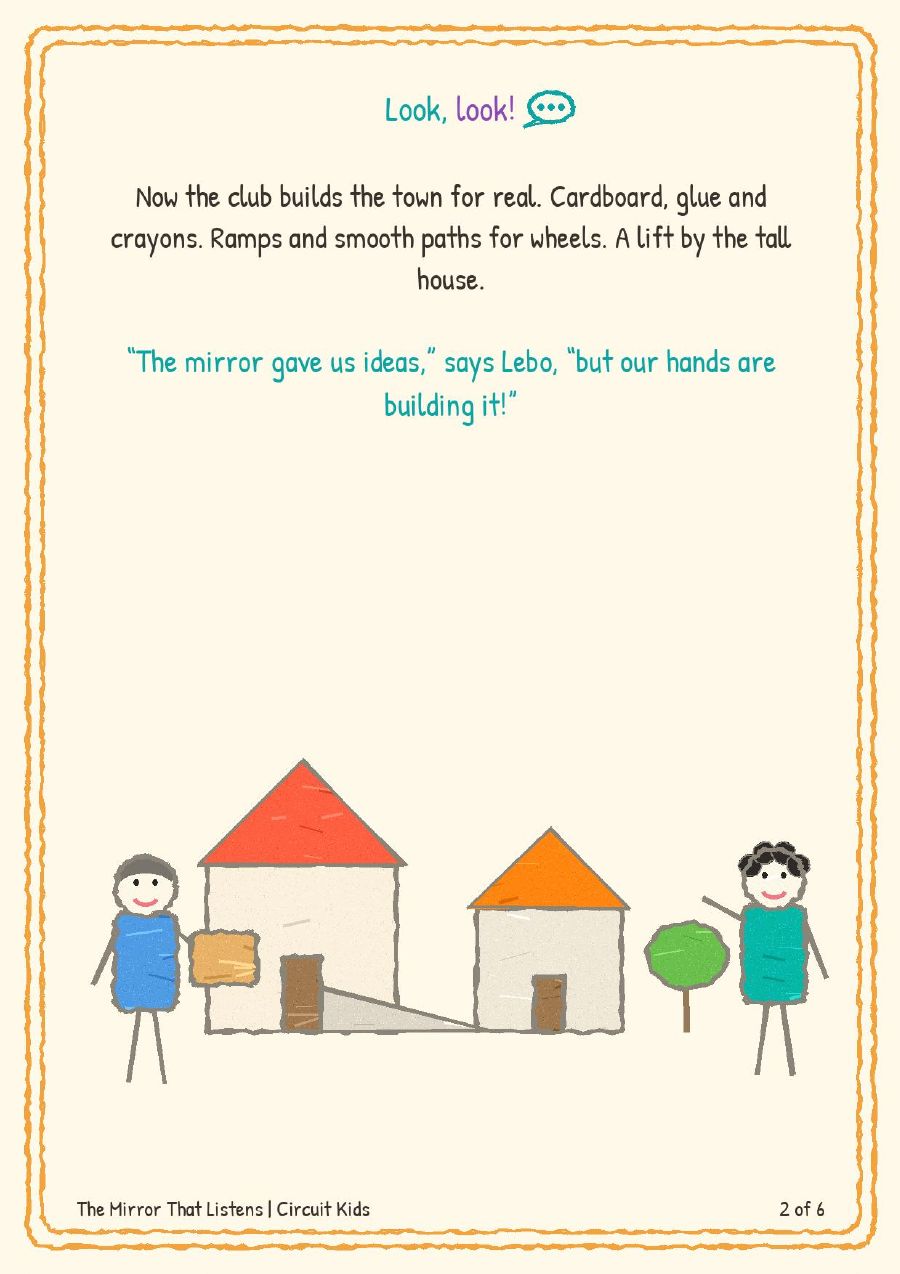 Look, look!
Now the club builds the town for real. Cardboard, glue and
crayons. Ramps and smooth paths for wheels. A lift by the tall
house.
“The mirror gave us ideas,” says Lebo, “but our hands are
building it!”
The Mirror That Listens | Circuit Kids
2 of 6